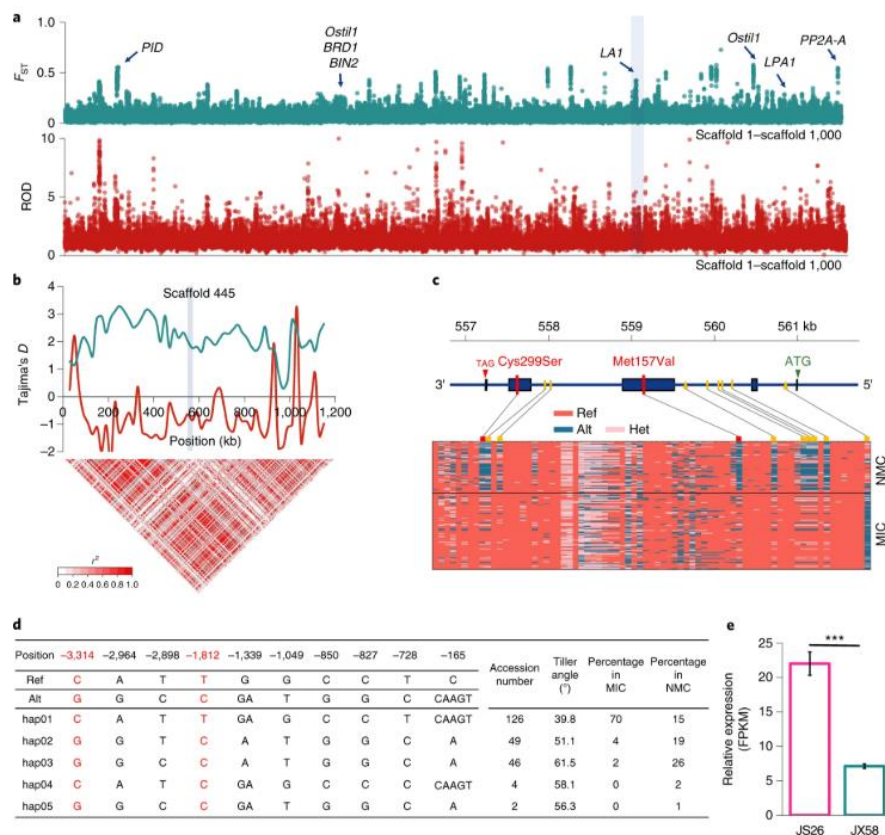 a
1.0
0.5
0
F_ST
PID
Ostil1
BRD1
BIN2
LA1
Ostil1
LPA1
PP2A-A
Scaffold 1–scaffold 1,000
10
5
0
ROD
Scaffold 1–scaffold 1,000
b
Scaffold 445
4
3
2
1
0
−1
−2
Tajima's D
0 200 400 600 800 1,000 1,200
Position (kb)
r²
0 0.2 0.4 0.6 0.8 1.0
c
557 558 559 560 561 kb
TAG Cys299Ser Met157Val ATG
3' 5'
Ref
Alt Het
NMC
MIC
d
Position −3,314 −2,964 −2,898 −1,812 −1,339 −1,049 −850 −827 −728 −165 Accession number Tiller angle (°) Percentage in MIC Percentage in NMC
Ref C A T T G G C C T C
Alt G G C C GA T G G C CAAGT
hap01 C A T T GA G C C T C 126 39.8 70 15
hap02 G G T C A T G G C A 49 51.1 4 19
hap03 G G C C GA T G G C A 46 61.5 2 26
hap04 C A T C GA G C C C CAAGT 4 58.1 0 2
hap05 G G C C GA T G G C A 2 56.3 0 1
e
25
20
15
10
5
0
Relative expression
(FPKM)
***
JS26 JX58